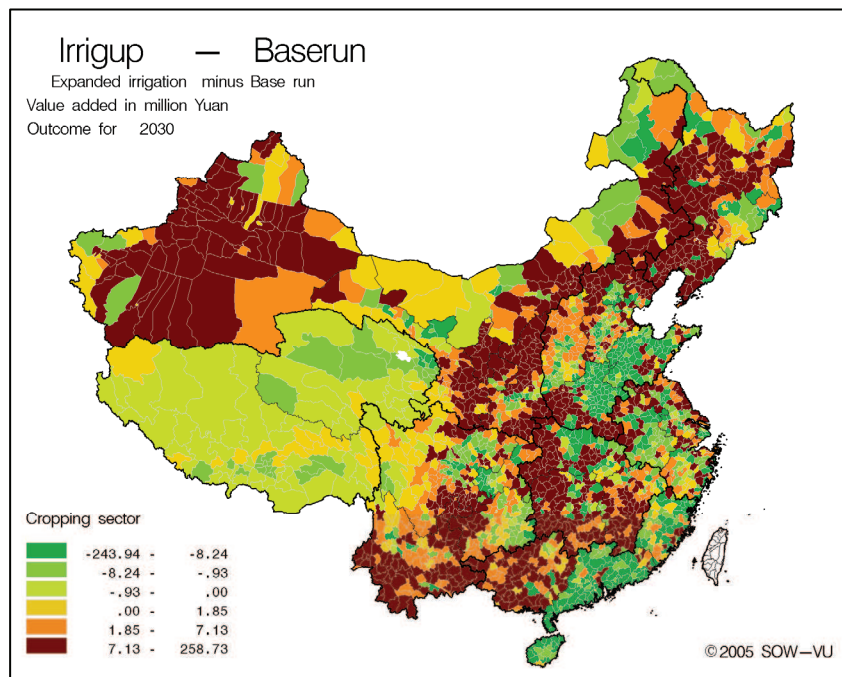 Irrigup — Baserun
Expanded irrigation minus Base run
Value added in million Yuan
Outcome for 2030
Cropping sector
-243.94 - -8.24
-8.24 - -.93
-.93 - .00
.00 - 1.85
1.85 - 7.13
7.13 - 258.73
©2005 SOW—VU